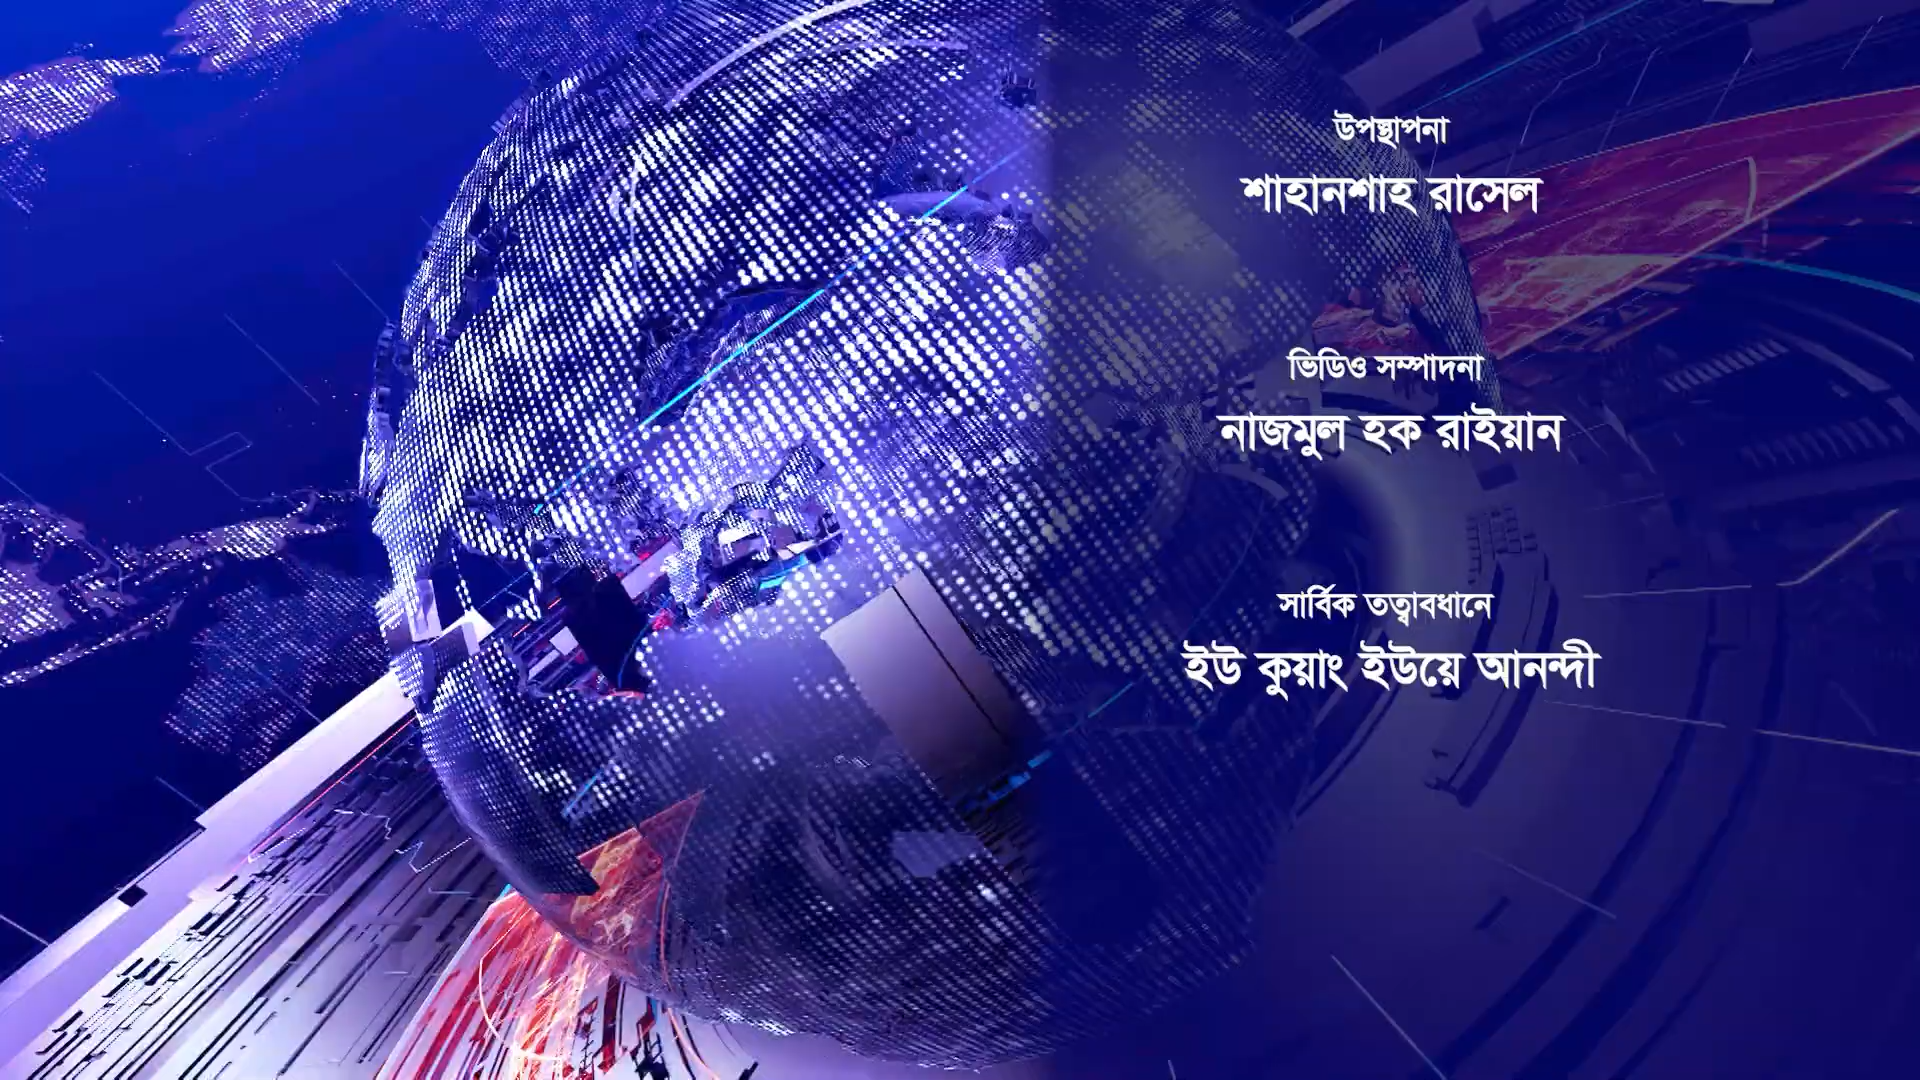 উপস্থাপনা
শাহানশাহ রাসেল
ভিডিও সম্পাদনা
নাজমুল হক রাইয়ান
সার্বিক তত্ত্বাবধানে
ইউ কুয়াং ইউয়ে আনন্দী